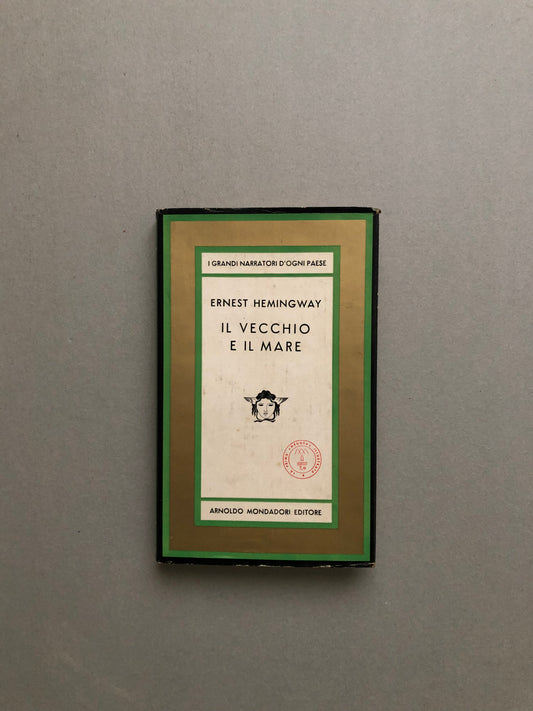 I GRANDI NARRATORI D'OGNI PAESE
ERNEST HEMINGWAY
IL VECCHIO
E IL MARE
ARNOLDO MONDADORI EDITORE